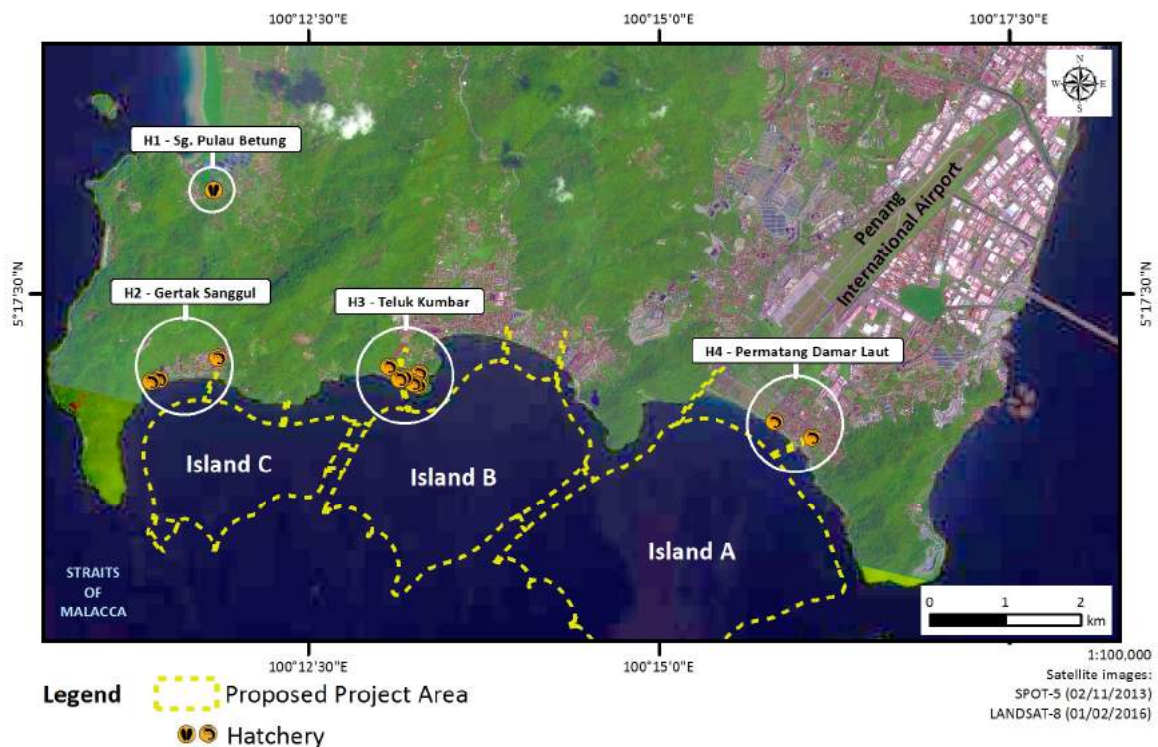 100°12'30"E
100°15'0"E
100°17'30"E
N
W
E
S
H1 - Sg. Pulau Betung
Penang
International Airport
5°17'30"N
5°17'30"N
H2 - Gertak Sanggul
H3 - Teluk Kumbar
H4 - Permatang Damar Laut
Island C
Island B
Island A
STRAITS
OF
MALACCA
0 1 2
km
100°12'30"E
100°15'0"E
1:100,000
Satellite images:
SPOT-5 (02/11/2013)
LANDSAT-8 (01/02/2016)
Legend
Proposed Project Area
Hatchery